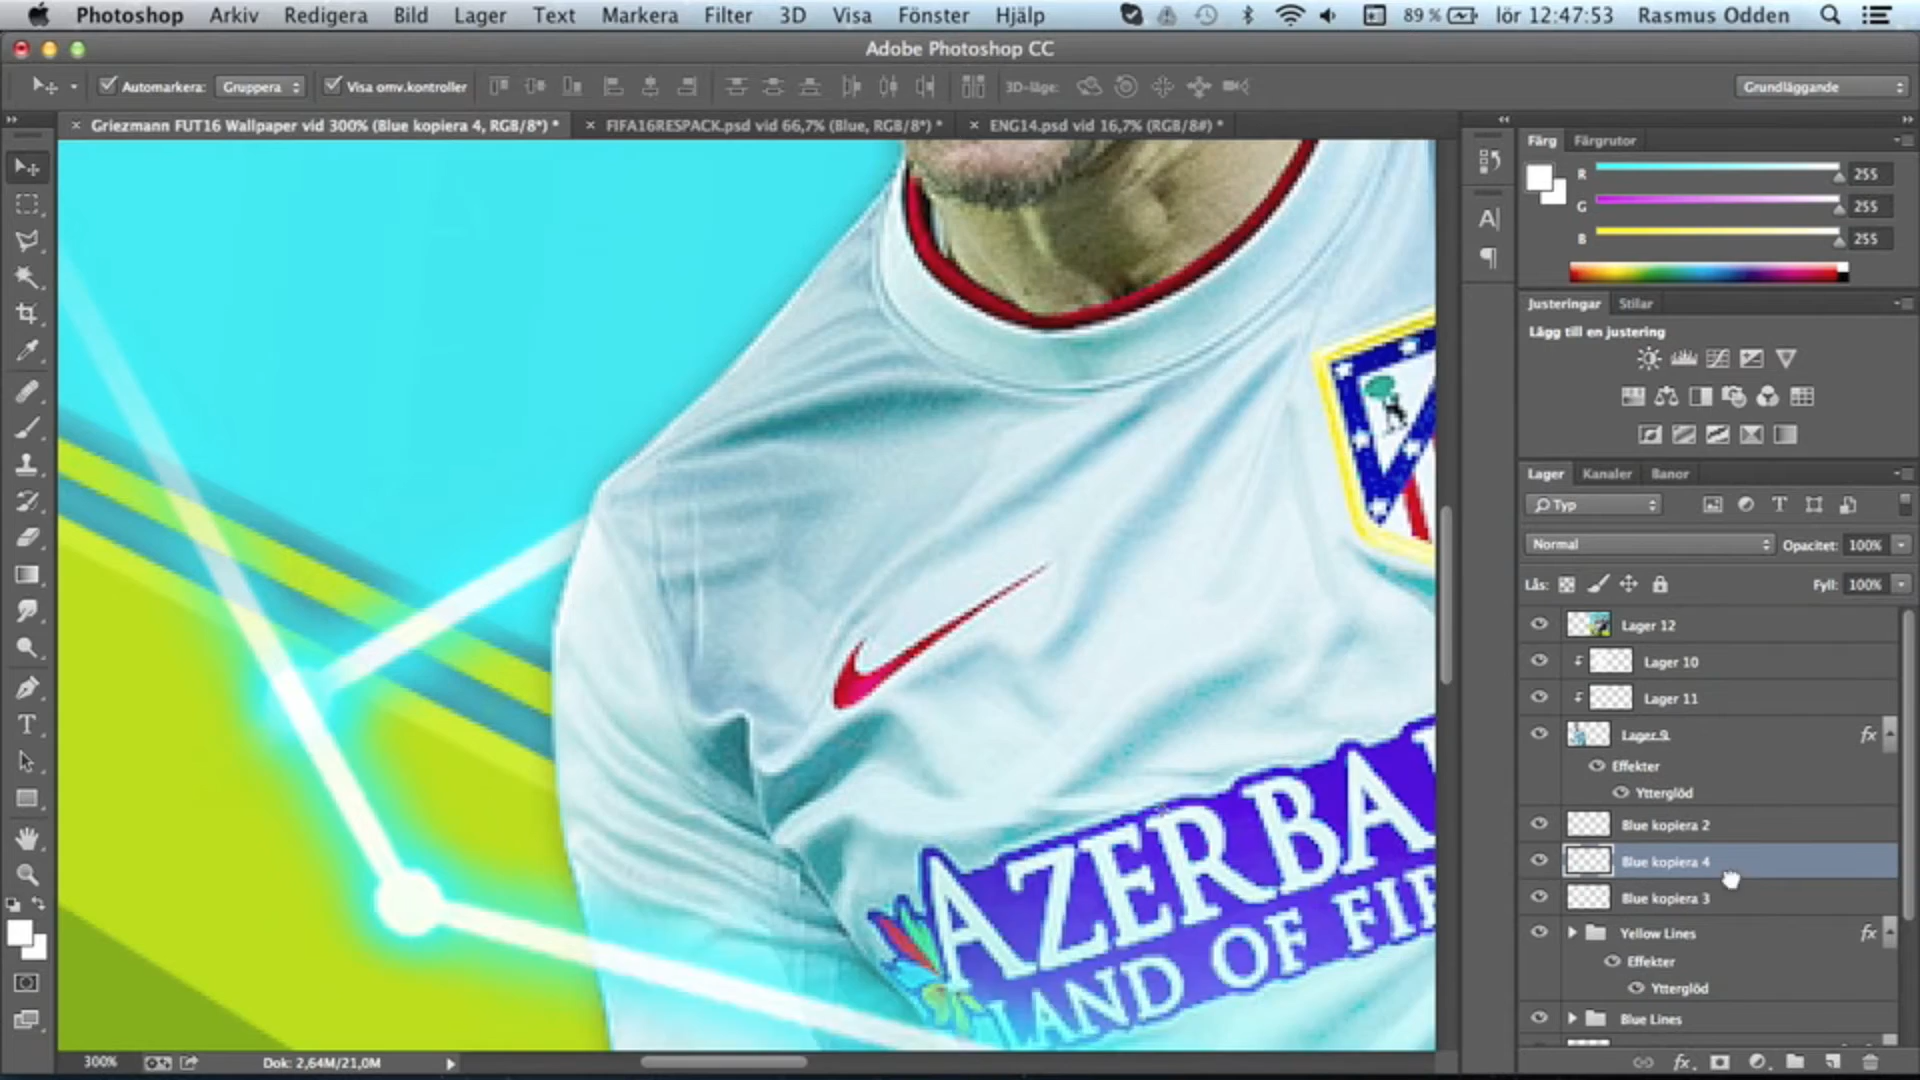 Photoshop Arkiv Redigera Bild Lager Text Markera Filter 3D Visa Fönster Hjälp 89 % lör 12:47:53 Rasmus Odden
Adobe Photoshop CC
Automarkera: Gruppera Visa omv.kontroller 3D-läge: Grundläggande
Griezmann FUT16 Wallpaper vid 300% (Blue kopiera 4, RGB/8*) * FIFA16RESPACK.psd vid 66,7% (Blue, RGB/8*) * ENG14.psd vid 16,7% (RGB/8#) *
Färg Färgrutor
R 255
G 255
B 255
Justeringar Stilar
Lägg till en justering
Lager Kanaler Banor
Typ
Normal Opacitet: 100%
Lås: Fyll: 100%
Lager 12
Lager 10
Lager 11
Lager 9 fx
Effekter
Ytterglöd
Blue kopiera 2
Blue kopiera 4
Blue kopiera 3
Yellow Lines fx
Effekter
Ytterglöd
Blue Lines
AZERBA
LAND OF FI
300% Dok: 2,64M/21,0M